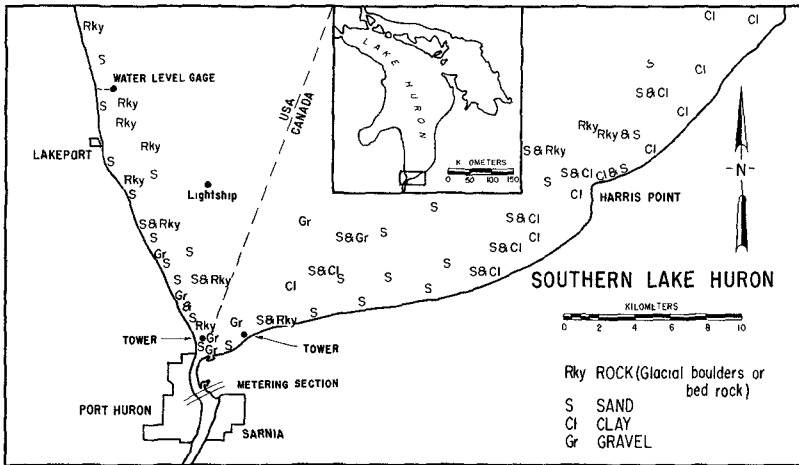 Rky
S
WATER LEVEL GAGE
S
Rky
Rky
LAKEPORT
Rky
S
S
Rky
S
Lightship
S & Rky
S
Gr
S
S
S
S & Rky
Gr
&
S
Rky
TOWER
Gr
S
Gr
S
Gr
TOWER
METERING SECTION
PORT HURON
SARNIA
USA
CANADA
LAKE HURON
KILOMETERS
0 50 100 150
Gr
S & Gr
S
S
S & Cl
Cl
S
S
S
S
S
S & Rky
S & Cl
S & Cl
Cl
S & Cl
S
S & Rky
S & Cl
Cl & S
Cl
HARRIS POINT
Rky
Rky & S
Cl
S & Cl
Cl
S
Cl
Cl
Cl
-N-
SOUTHERN LAKE HURON
KILOMETERS
0 2 4 6 8 10
Rky ROCK (Glacial boulders or
bed rock)
S SAND
Cl CLAY
Gr GRAVEL